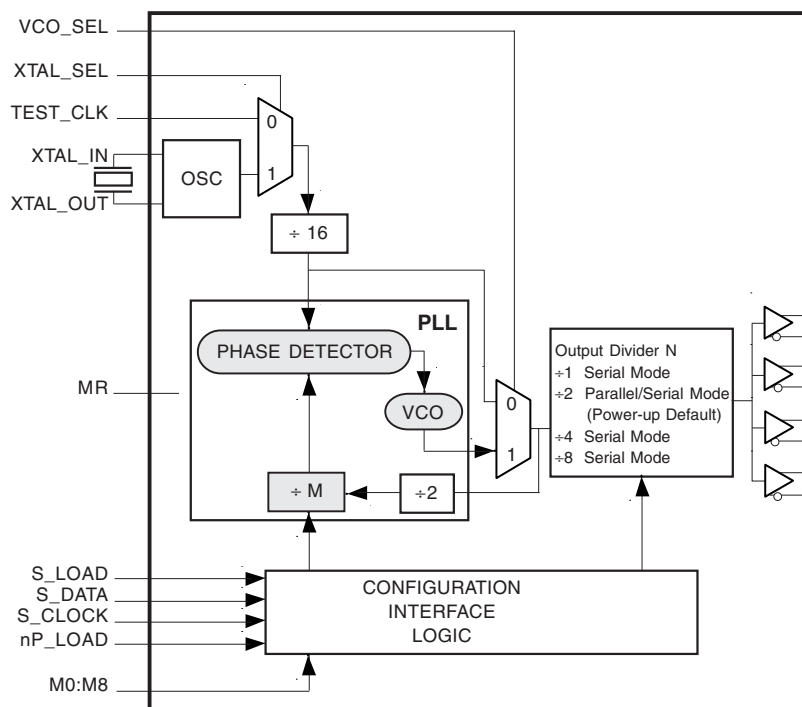 VCO_SEL
XTAL_SEL
TEST_CLK
0
XTAL_IN
1
OSC
XTAL_OUT
÷ 16
PLL
PHASE DETECTOR
MR
VCO
0
1
÷ M
÷2
Output Divider N
÷1 Serial Mode
÷2 Parallel/Serial Mode
(Power-up Default)
÷4 Serial Mode
÷8 Serial Mode
S_LOAD
S_DATA
S_CLOCK
nP_LOAD
M0:M8
CONFIGURATION
INTERFACE
LOGIC